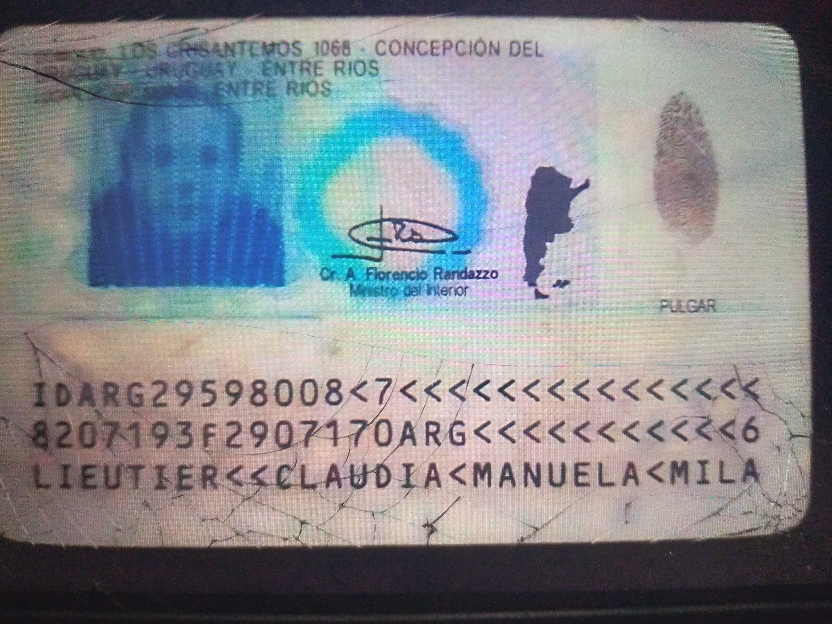 LOS CRISANTEMOS 1068 - CONCEPCIÓN DEL
URUGUAY - ENTRE RIOS
ENTRE RIOS
Cr. A. Florencio Randazzo
Ministro del Interior
PULGAR
IDARG29598008<7<<<<<<<<<<<<<<<
8207193F2907170ARG<<<<<<<<<<<6
LIEUTIER<<CLAUDIA<MANUELA<MILA